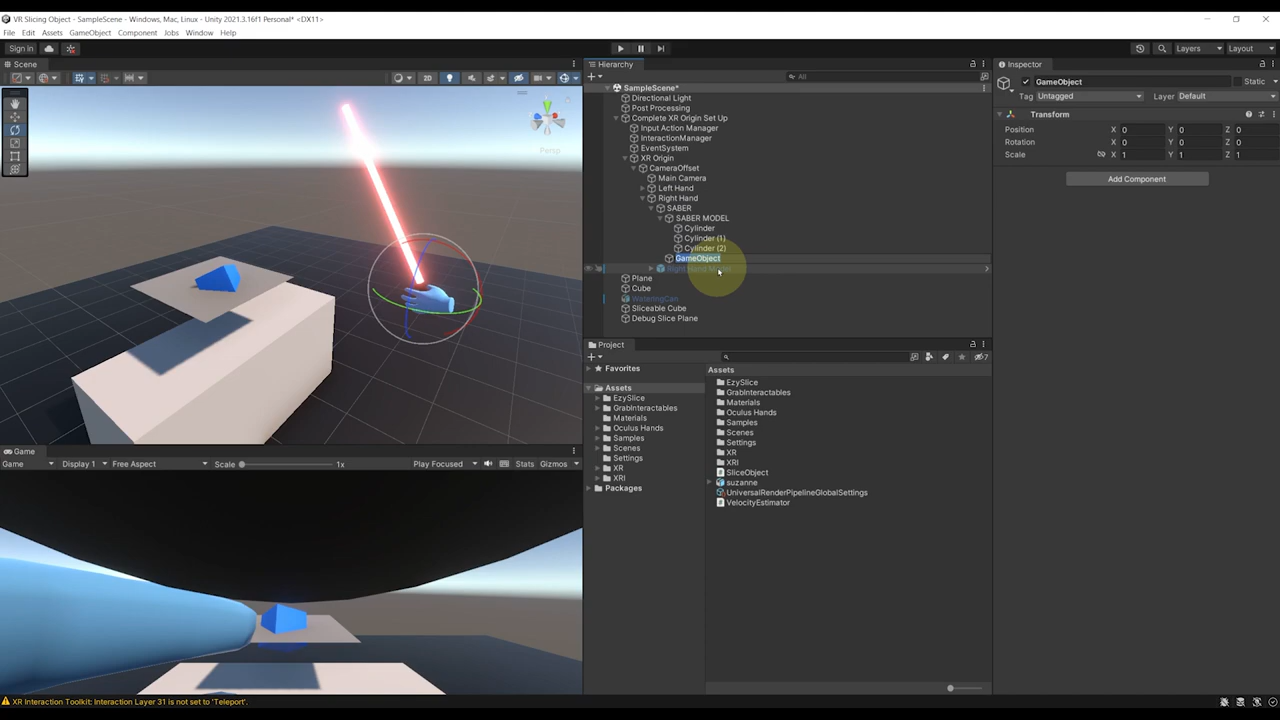 VR Slicing Object - SampleScene - Windows, Mac, Linux - Unity 2021.3.16f1 Personal* <DX11>
File Edit Assets GameObject Component Jobs Window Help
Sign In
Layers Layout
Scene
2D
Persp
Hierarchy
All
SampleScene*
Directional Light
Post Processing
Complete XR Origin Set Up
Input Action Manager
InteractionManager
EventSystem
XR Origin
CameraOffset
Main Camera
Left Hand
Right Hand
SABER
SABER MODEL
Cylinder
Cylinder (1)
Cylinder (2)
GameObject
Right Hand Model
Plane
Cube
WateringCan
Sliceable Cube
Debug Slice Plane
Inspector
GameObject Static
Tag Untagged Layer Default
Transform
Position X 0 Y 0 Z 0
Rotation X 0 Y 0 Z 0
Scale X 1 Y 1 Z 1
Add Component
Project
7
Favorites
Assets
EzySlice
GrabInteractables
Materials
Oculus Hands
Samples
Scenes
Settings
XR
XRI
Packages
Assets
EzySlice
GrabInteractables
Materials
Oculus Hands
Samples
Scenes
Settings
XR
XRI
SliceObject
suzanne
UniversalRenderPipelineGlobalSettings
VelocityEstimator
Game
Game Display 1 Free Aspect Scale 1x Play Focused Stats Gizmos
XR Interaction Toolkit: Interaction Layer 31 is not set to 'Teleport'.